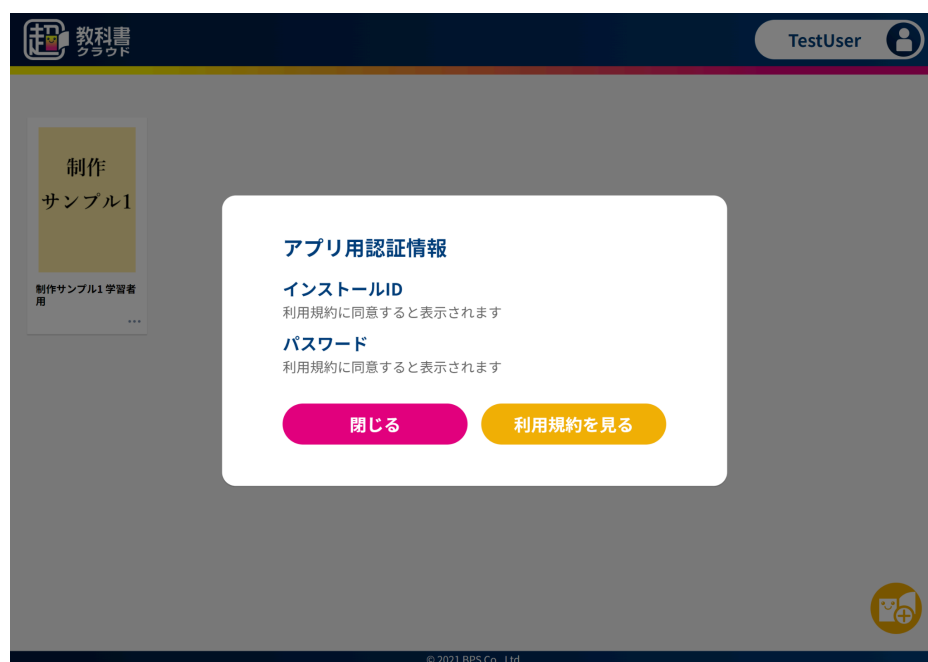 超 教科書
クラウド
TestUser
制作
サンプル1
制作サンプル1 学習者
用
アプリ用認証情報
インストールID
利用規約に同意すると表示されます
パスワード
利用規約に同意すると表示されます
閉じる
利用規約を見る
© 2021 BPS Co., Ltd.